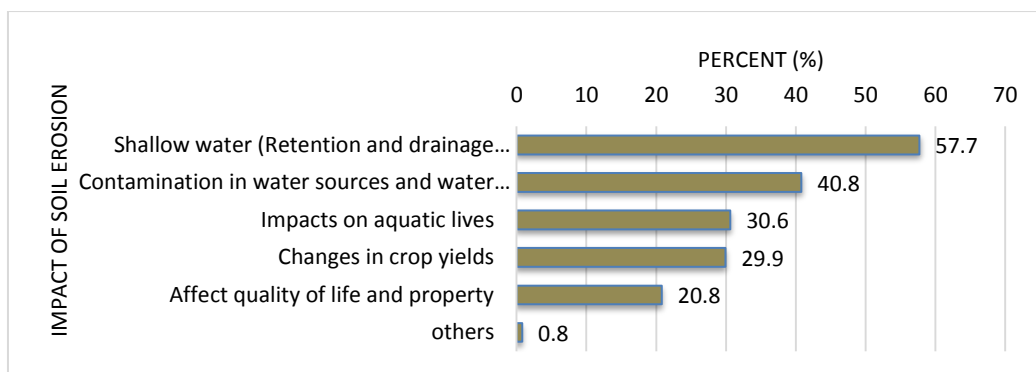 PERCENT (%)
0 10 20 30 40 50 60 70
IMPACT OF SOIL EROSION
Shallow water (Retention and drainage... 57.7
Contamination in water sources and water... 40.8
Impacts on aquatic lives 30.6
Changes in crop yields 29.9
Affect quality of life and property 20.8
others 0.8